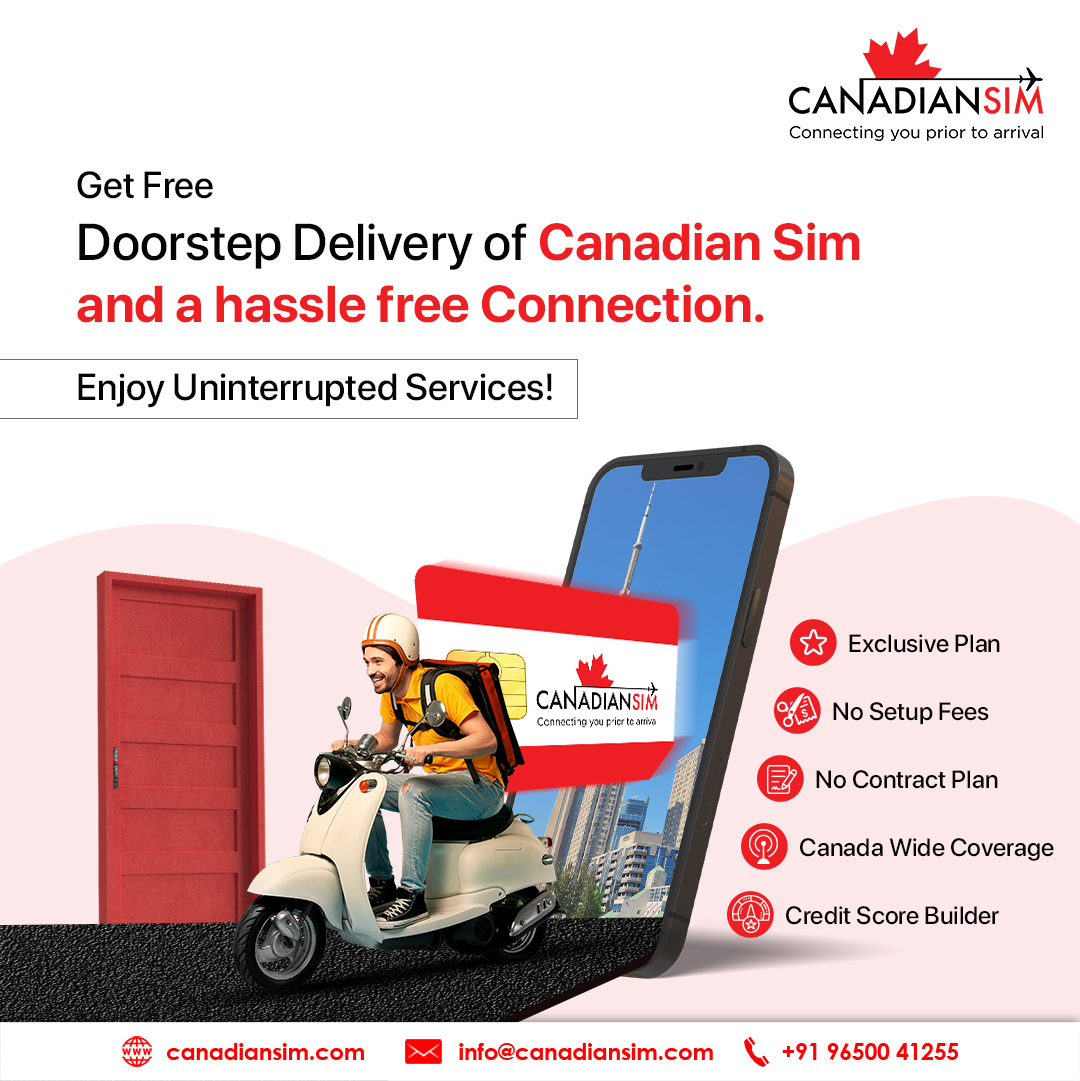 CANADIANSIM
Connecting you prior to arrival
Get Free
Doorstep Delivery of Canadian Sim
and a hassle free Connection.
Enjoy Uninterrupted Services!
CANADIANSIM
Connecting you prior to arrival
Exclusive Plan
No Setup Fees
No Contract Plan
Canada Wide Coverage
Credit Score Builder
canadiansim.com info@canadiansim.com +91 96500 41255